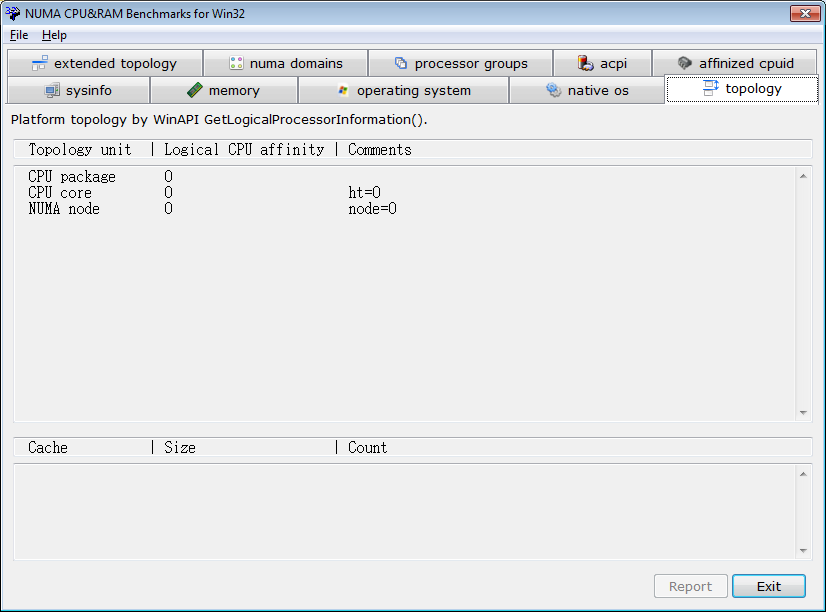 NUMA CPU&RAM Benchmarks for Win32
File Help
extended topology numa domains processor groups acpi affinized cpuid
sysinfo memory operating system native os topology
Platform topology by WinAPI GetLogicalProcessorInformation().
Topology unit | Logical CPU affinity | Comments
CPU package 0
CPU core 0 ht=0
NUMA node 0 node=0
Cache | Size | Count
Report Exit